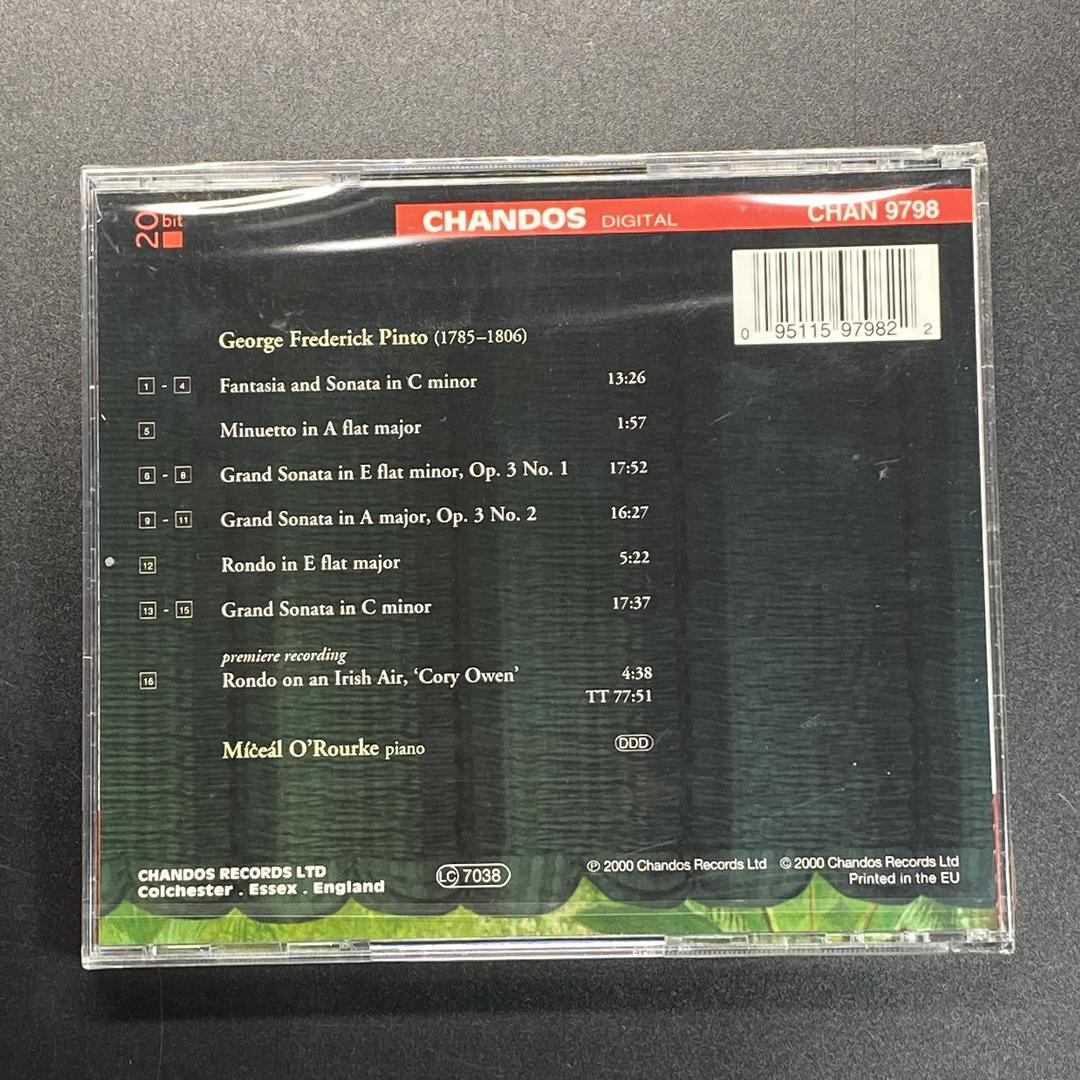 20 bit
CHANDOS DIGITAL CHAN 9798
0 95115 97982 2
George Frederick Pinto (1785–1806)
1 - 4 Fantasia and Sonata in C minor 13:26
5 Minuetto in A flat major 1:57
6 - 8 Grand Sonata in E flat minor, Op. 3 No. 1 17:52
9 - 11 Grand Sonata in A major, Op. 3 No. 2 16:27
12 Rondo in E flat major 5:22
13 - 15 Grand Sonata in C minor 17:37
premiere recording
16 Rondo on an Irish Air, ‘Cory Owen’ 4:38
TT 77:51
Míċeál O’Rourke piano DDD
CHANDOS RECORDS LTD
Colchester . Essex . England
LC 7038
℗ 2000 Chandos Records Ltd © 2000 Chandos Records Ltd
Printed in the EU